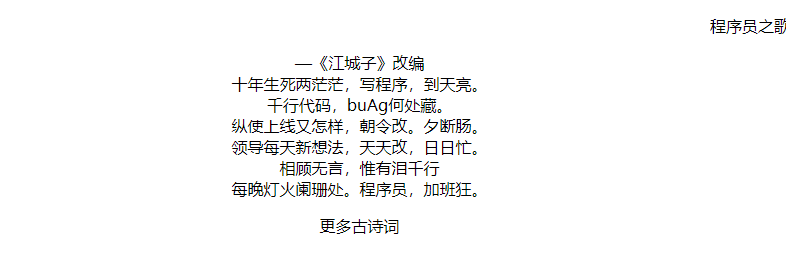 程序员之歌
—《江城子》改编
十年生死两茫茫，写程序，到天亮。
千行代码，buAg何处藏。
纵使上线又怎样，朝令改。夕断肠。
领导每天新想法，天天改，日日忙。
相顾无言，惟有泪千行
每晚灯火阑珊处。程序员，加班狂。
更多古诗词